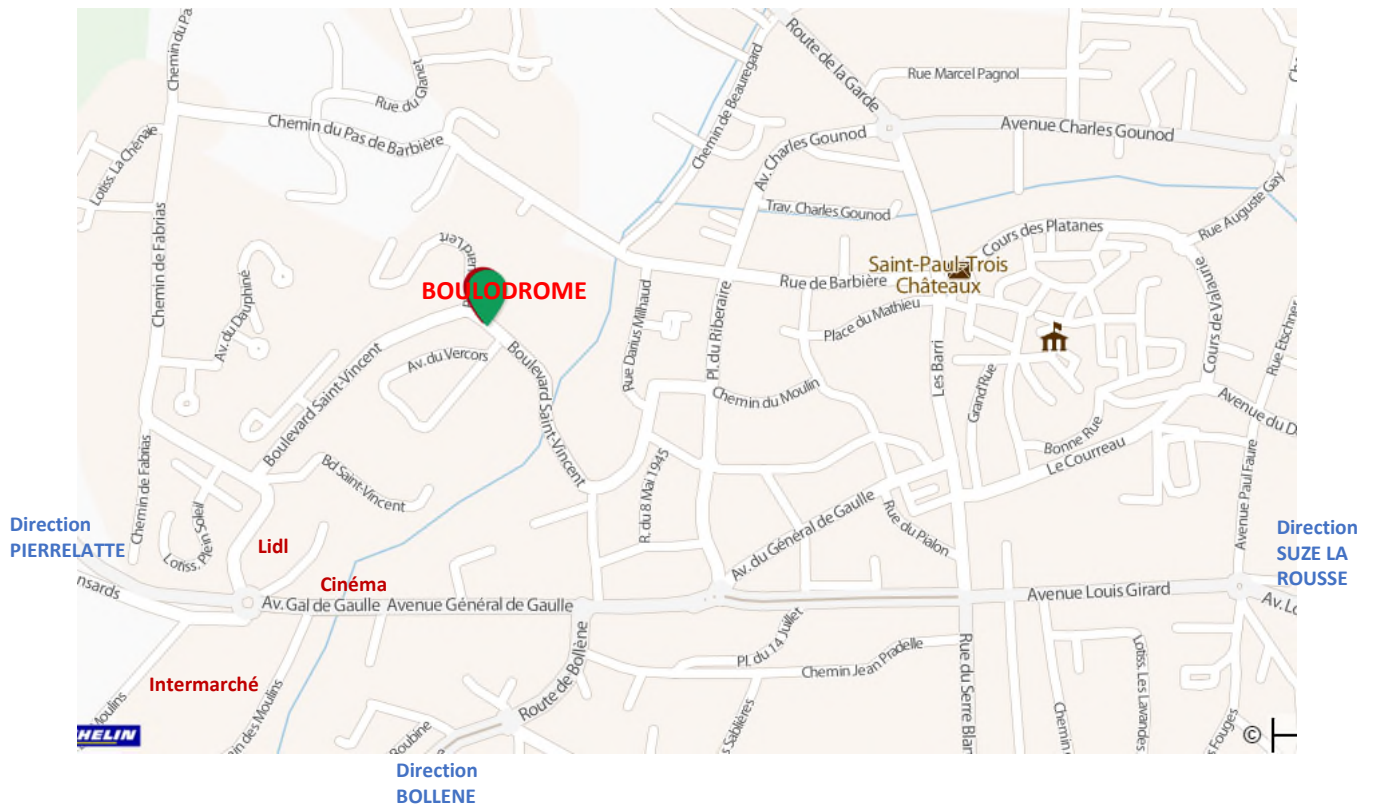 Chemin du Pa
Rue du Glanet
Chemin du Pas de Barbière
Lotiss. La Chênaie
Chemin de Beauregard
Route de la Garde
Rue Marcel Pagnol
Avenue Charles Gounod
Av. Charles Gounod
Trav. Charles Gounod
Rue Auguste Gay
Cours des Platanes
Saint-Paul-Trois
Châteaux
Rue de Barbière
Place du Mathieu
Chemin de Fabrias
Av. du Dauphiné
BOULODROME
Boulevard Saint-Vincent
Av. du Vercors
Boulevard Saint-Vincent
Rue Darius Milhaud
Pl. du Riberaire
Chemin du Moulin
Les Barri
Grand Rue
Bonne Rue
Le Courreau
Cours de Valaurie
Rue Etschner
Avenue du D
Avenue Paul Faure
Chemin de Fabrias
Lotiss. Plein Soleil
Bd Saint-Vincent
R. du 8 Mai 1945
Av. du Général de Gaulle
Rue du Pialon
Direction
PIERRELATTE
Direction
SUZE LA
ROUSSE
Lidl
Cinéma
nsards
Av. Gal de Gaulle
Avenue Général de Gaulle
Avenue Louis Girard
Av. Lo
Intermarché
Moulins
in des Moulins
Route de Bollène
Roubine
Pl. du 14 Juillet
Chemin Jean Pradelle
s Sablières
Rue du Serre Blan
Chemin
Lotiss. Les Lavandes
s Fouges
HELIN
©
Direction
BOLLENE